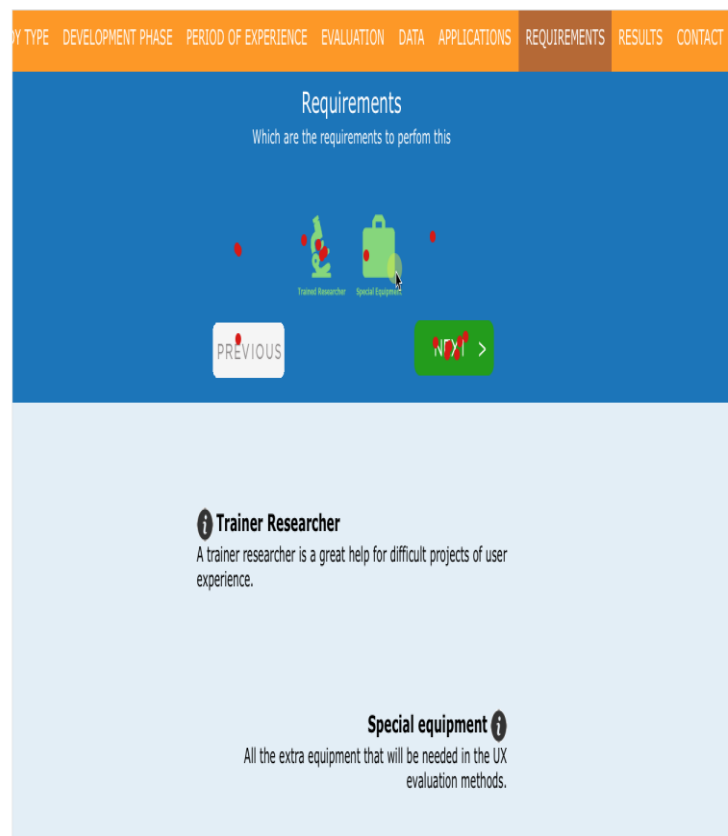 DY TYPE DEVELOPMENT PHASE PERIOD OF EXPERIENCE EVALUATION DATA APPLICATIONS REQUIREMENTS RESULTS CONTACT
Requirements
Which are the requirements to perfom this
Trained Researcher Special Equipment
PREVIOUS NEXT >
Trainer Researcher
A trainer researcher is a great help for difficult projects of user
experience.
Special equipment
All the extra equipment that will be needed in the UX
evaluation methods.